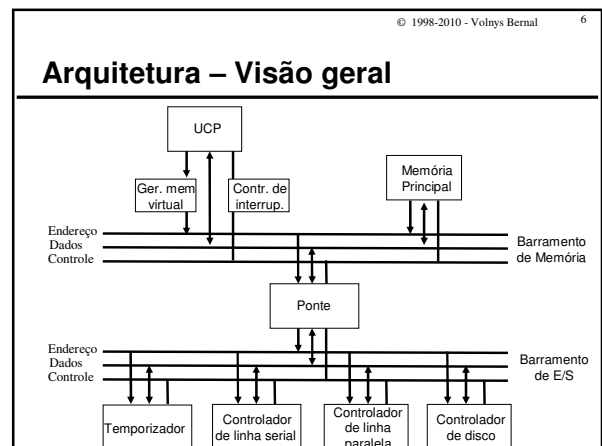 © 1998-2010 - Volnys Bernal 6
Arquitetura – Visão geral
UCP
Memória
Principal
Ger. mem
virtual
Contr. de
interrup.
Endereço
Dados
Controle
Barramento
de Memória
Ponte
Endereço
Dados
Controle
Barramento
de E/S
Temporizador
Controlador
de linha serial
Controlador
de linha
paralela
Controlador
de disco